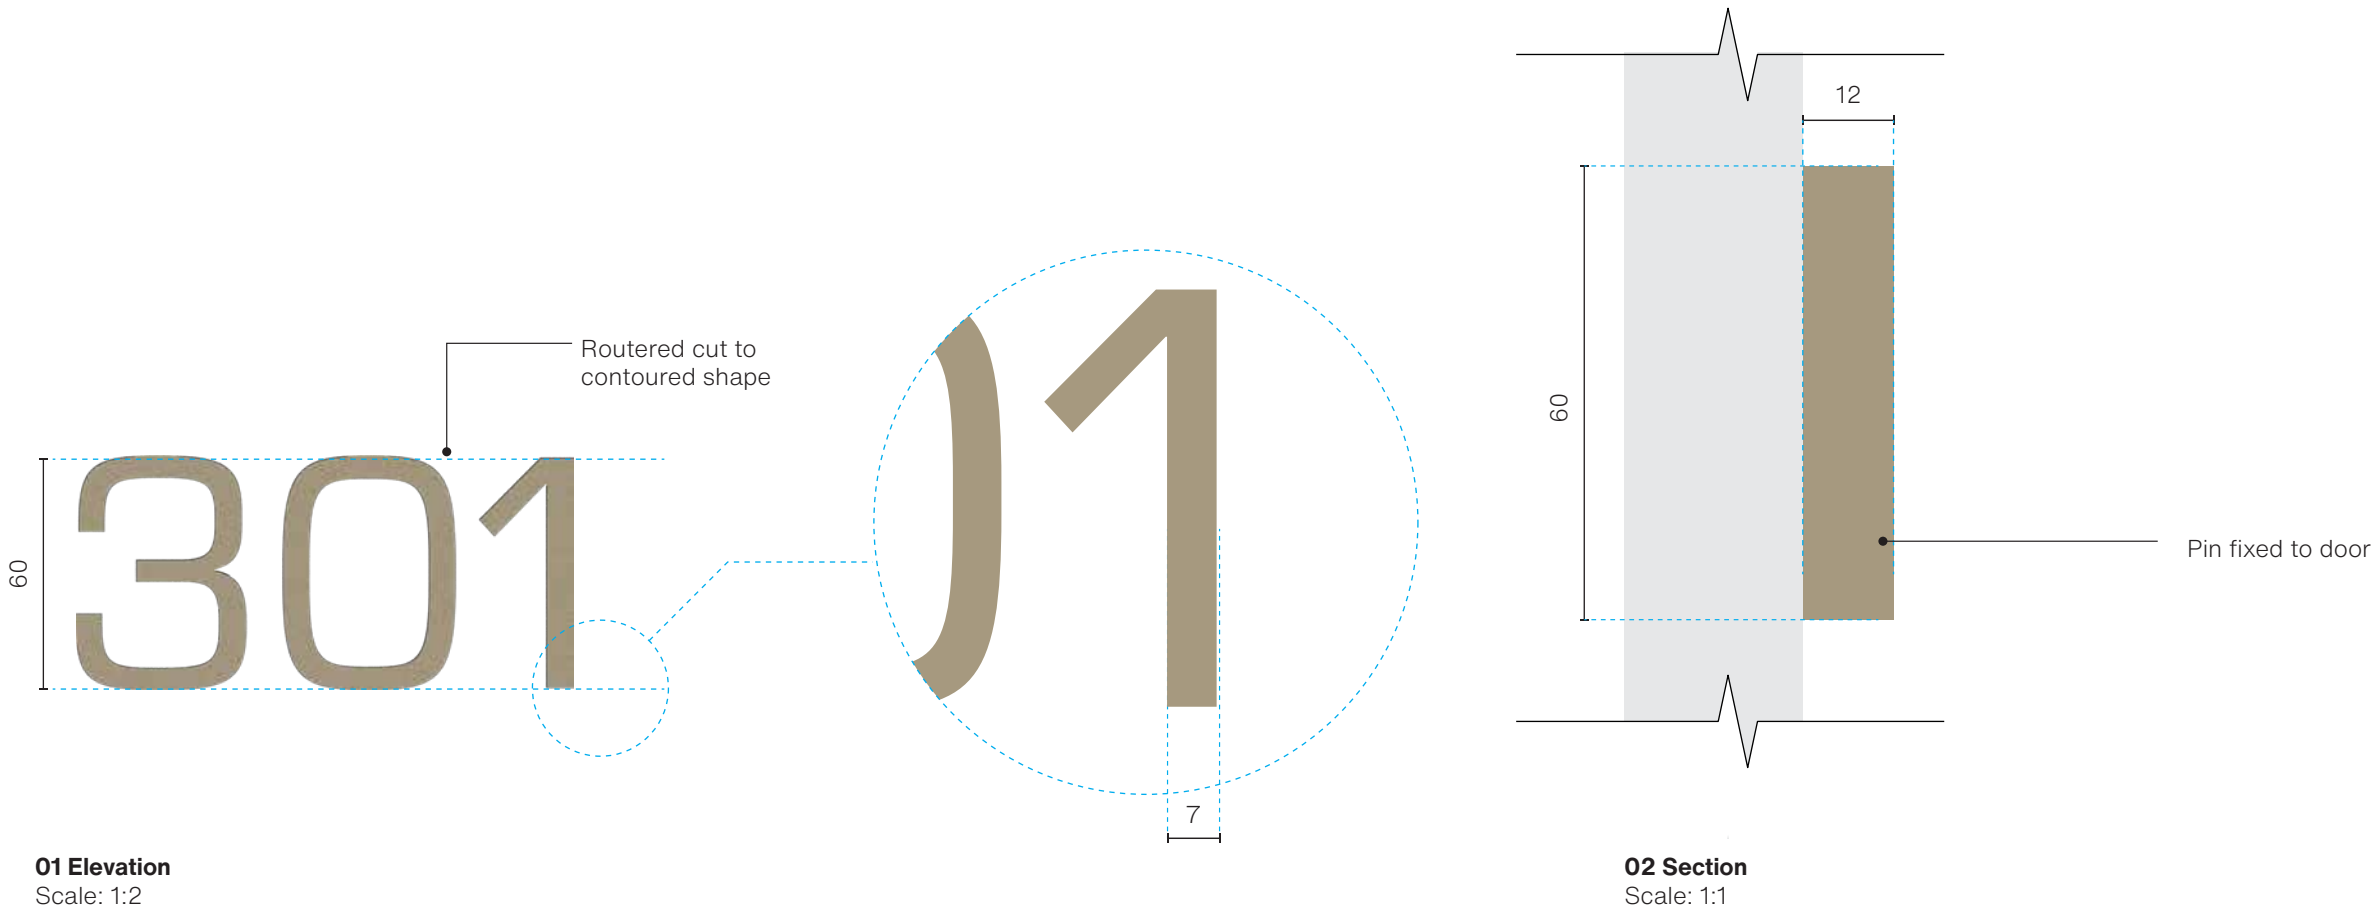 12
Routered cut to
contoured shape
60
301
60
Pin fixed to door
7
01 Elevation
Scale: 1:2
02 Section
Scale: 1:1
01